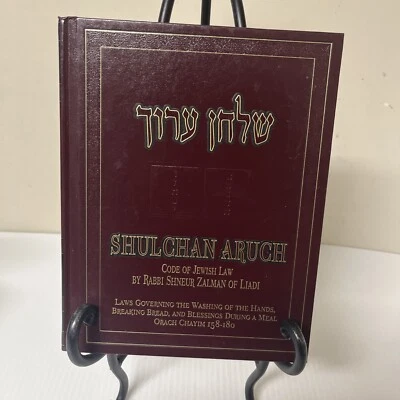 שלחן ערוך
SHULCHAN ARUCH
CODE OF JEWISH LAW
BY RABBI SHNEUR ZALMAN OF LIADI
LAWS GOVERNING THE WASHING OF THE HANDS,
BREAKING BREAD, AND BLESSINGS DURING A MEAL
ORACH CHAYIM 158-180